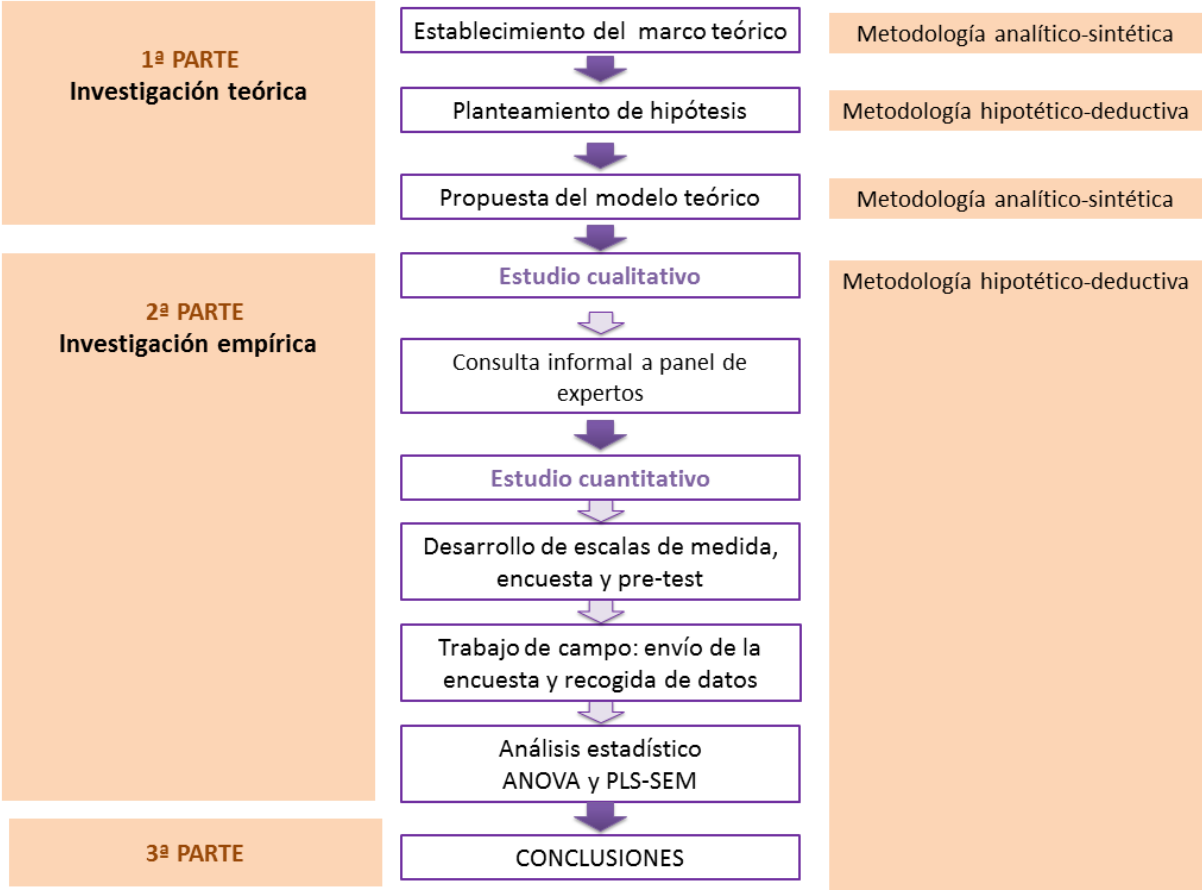 1ª PARTE
Investigación teórica
Establecimiento del marco teórico
Metodología analítico-sintética
Planteamiento de hipótesis
Metodología hipotético-deductiva
Propuesta del modelo teórico
Metodología analítico-sintética
2ª PARTE
Investigación empírica
Estudio cualitativo
Metodología hipotético-deductiva
Consulta informal a panel de
expertos
Estudio cuantitativo
Desarrollo de escalas de medida,
encuesta y pre-test
Trabajo de campo: envío de la
encuesta y recogida de datos
Análisis estadístico
ANOVA y PLS-SEM
3ª PARTE
CONCLUSIONES